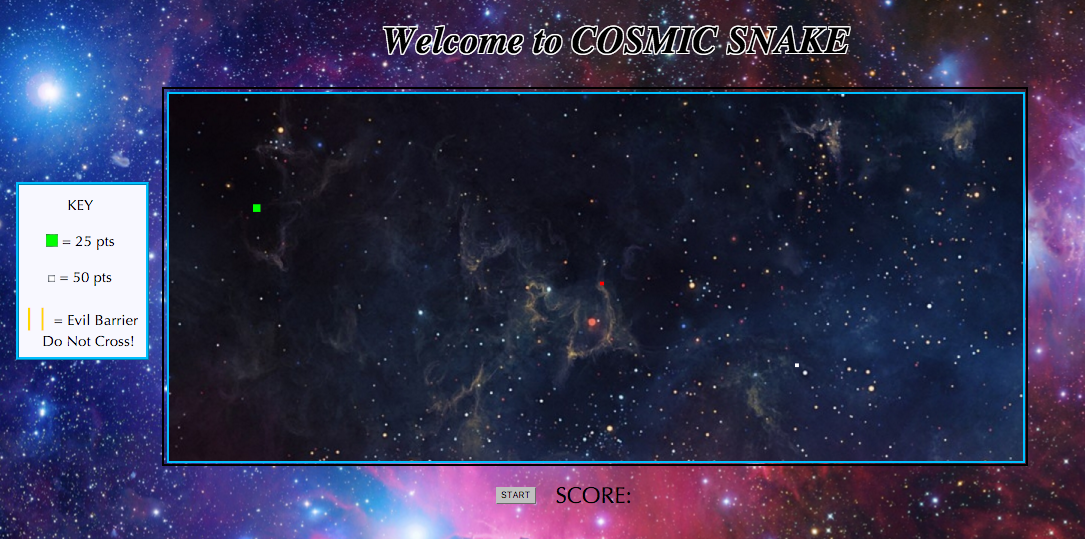 Welcome to COSMIC SNAKE
KEY
= 25 pts
= 50 pts
= Evil Barrier
Do Not Cross!
START
SCORE: